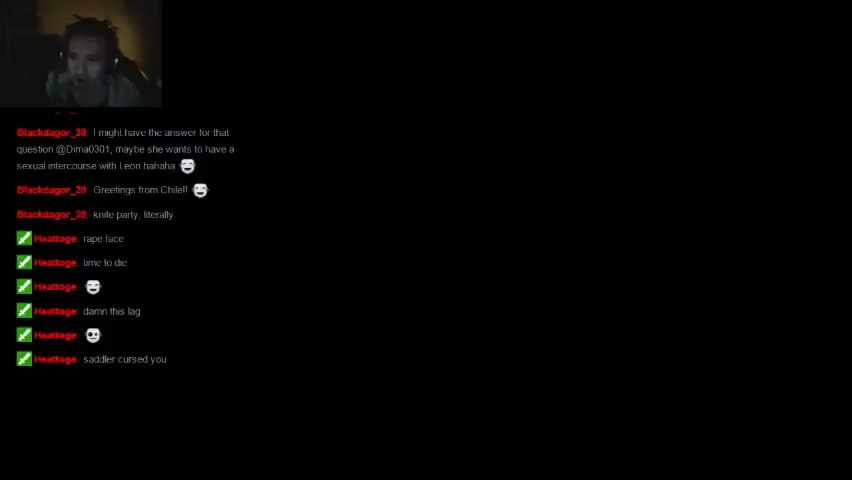 Blackdagor_28: I might have the answer for that
question @Dima0301, maybe she wants to have a
sexual intercourse with Leon hahaha
Blackdagor_28: Greetings from Chile!!
Blackdagor_28: knife party, literally
Heattoge: rape face
Heattoge: time to die
Heattoge:
Heattoge: damn this lag
Heattoge:
Heattoge: saddler cursed you